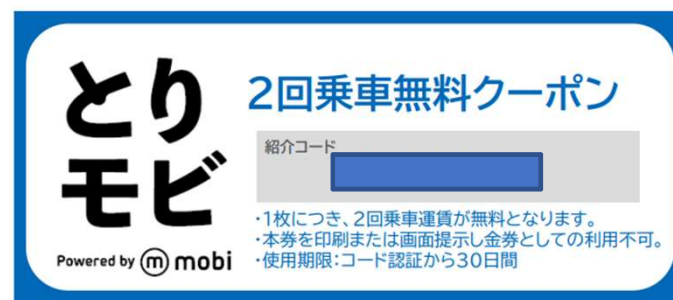 とり
モビ
Powered by m mobi
2回乗車無料クーポン
紹介コード
・1枚につき、2回乗車運賃が無料となります。
・本券を印刷または画面提示し金券としての利用不可。
・使用期限：コード認証から30日間